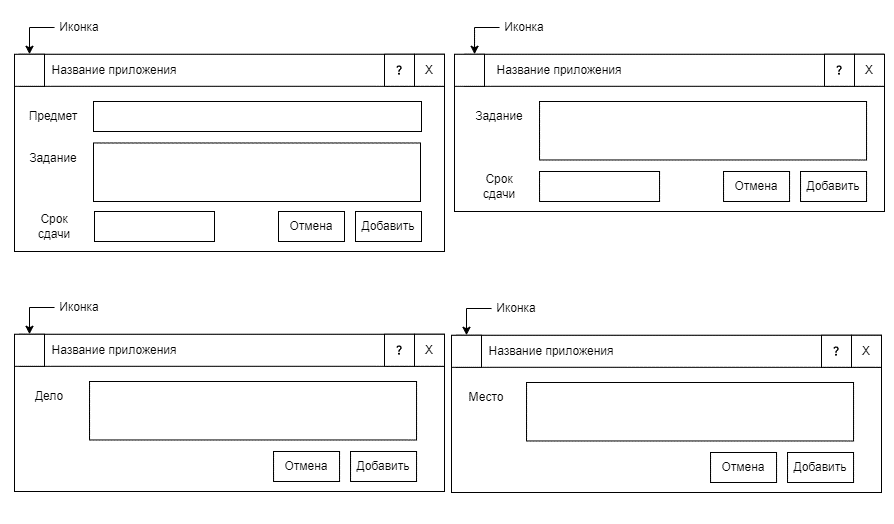 Иконка
Название приложения
?
X
Предмет
Задание
Срок
сдачи
Отмена
Добавить
Иконка
Название приложения
?
X
Задание
Срок
сдачи
Отмена
Добавить
Иконка
Название приложения
?
X
Дело
Отмена
Добавить
Иконка
Название приложения
?
X
Место
Отмена
Добавить